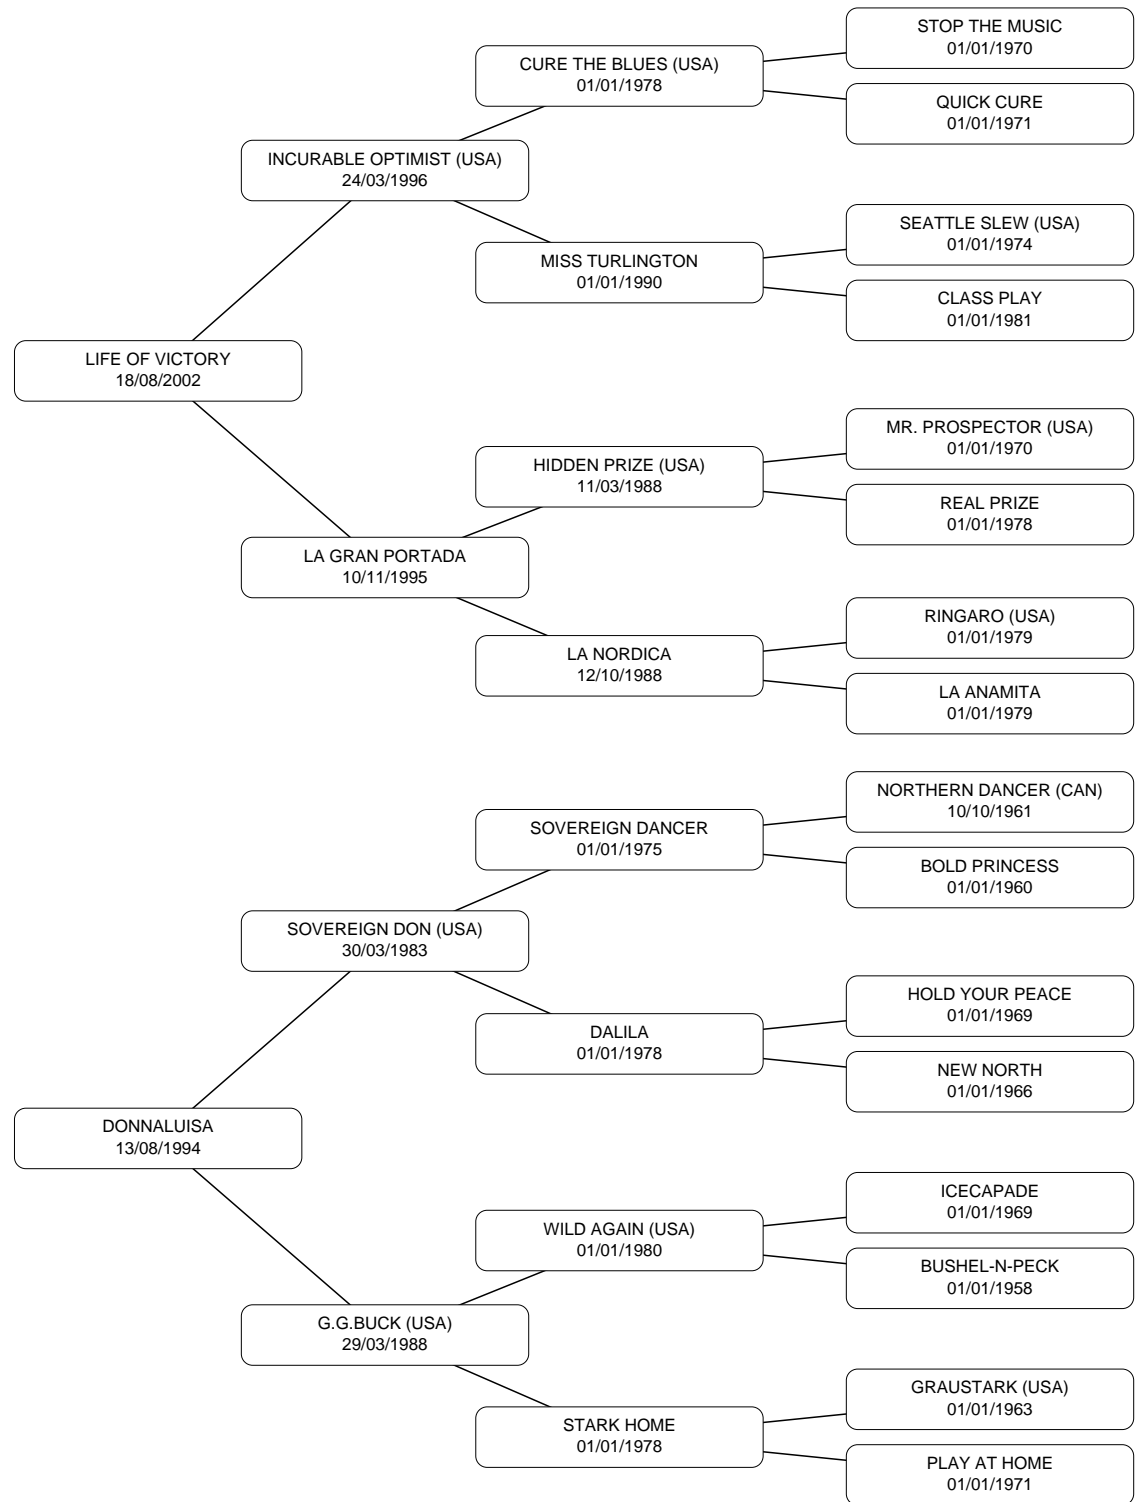 STOP THE MUSIC
01/01/1970
CURE THE BLUES (USA)
01/01/1978
QUICK CURE
01/01/1971
INCURABLE OPTIMIST (USA)
24/03/1996
SEATTLE SLEW (USA)
01/01/1974
MISS TURLINGTON
01/01/1990
CLASS PLAY
01/01/1981
LIFE OF VICTORY
18/08/2002
MR. PROSPECTOR (USA)
01/01/1970
HIDDEN PRIZE (USA)
11/03/1988
REAL PRIZE
01/01/1978
LA GRAN PORTADA
10/11/1995
RINGARO (USA)
01/01/1979
LA NORDICA
12/10/1988
LA ANAMITA
01/01/1979
NORTHERN DANCER (CAN)
10/10/1961
SOVEREIGN DANCER
01/01/1975
BOLD PRINCESS
01/01/1960
SOVEREIGN DON (USA)
30/03/1983
HOLD YOUR PEACE
01/01/1969
DALILA
01/01/1978
NEW NORTH
01/01/1966
DONNALUISA
13/08/1994
ICECAPADE
01/01/1969
WILD AGAIN (USA)
01/01/1980
BUSHEL-N-PECK
01/01/1958
G.G.BUCK (USA)
29/03/1988
GRAUSTARK (USA)
01/01/1963
STARK HOME
01/01/1978
PLAY AT HOME
01/01/1971